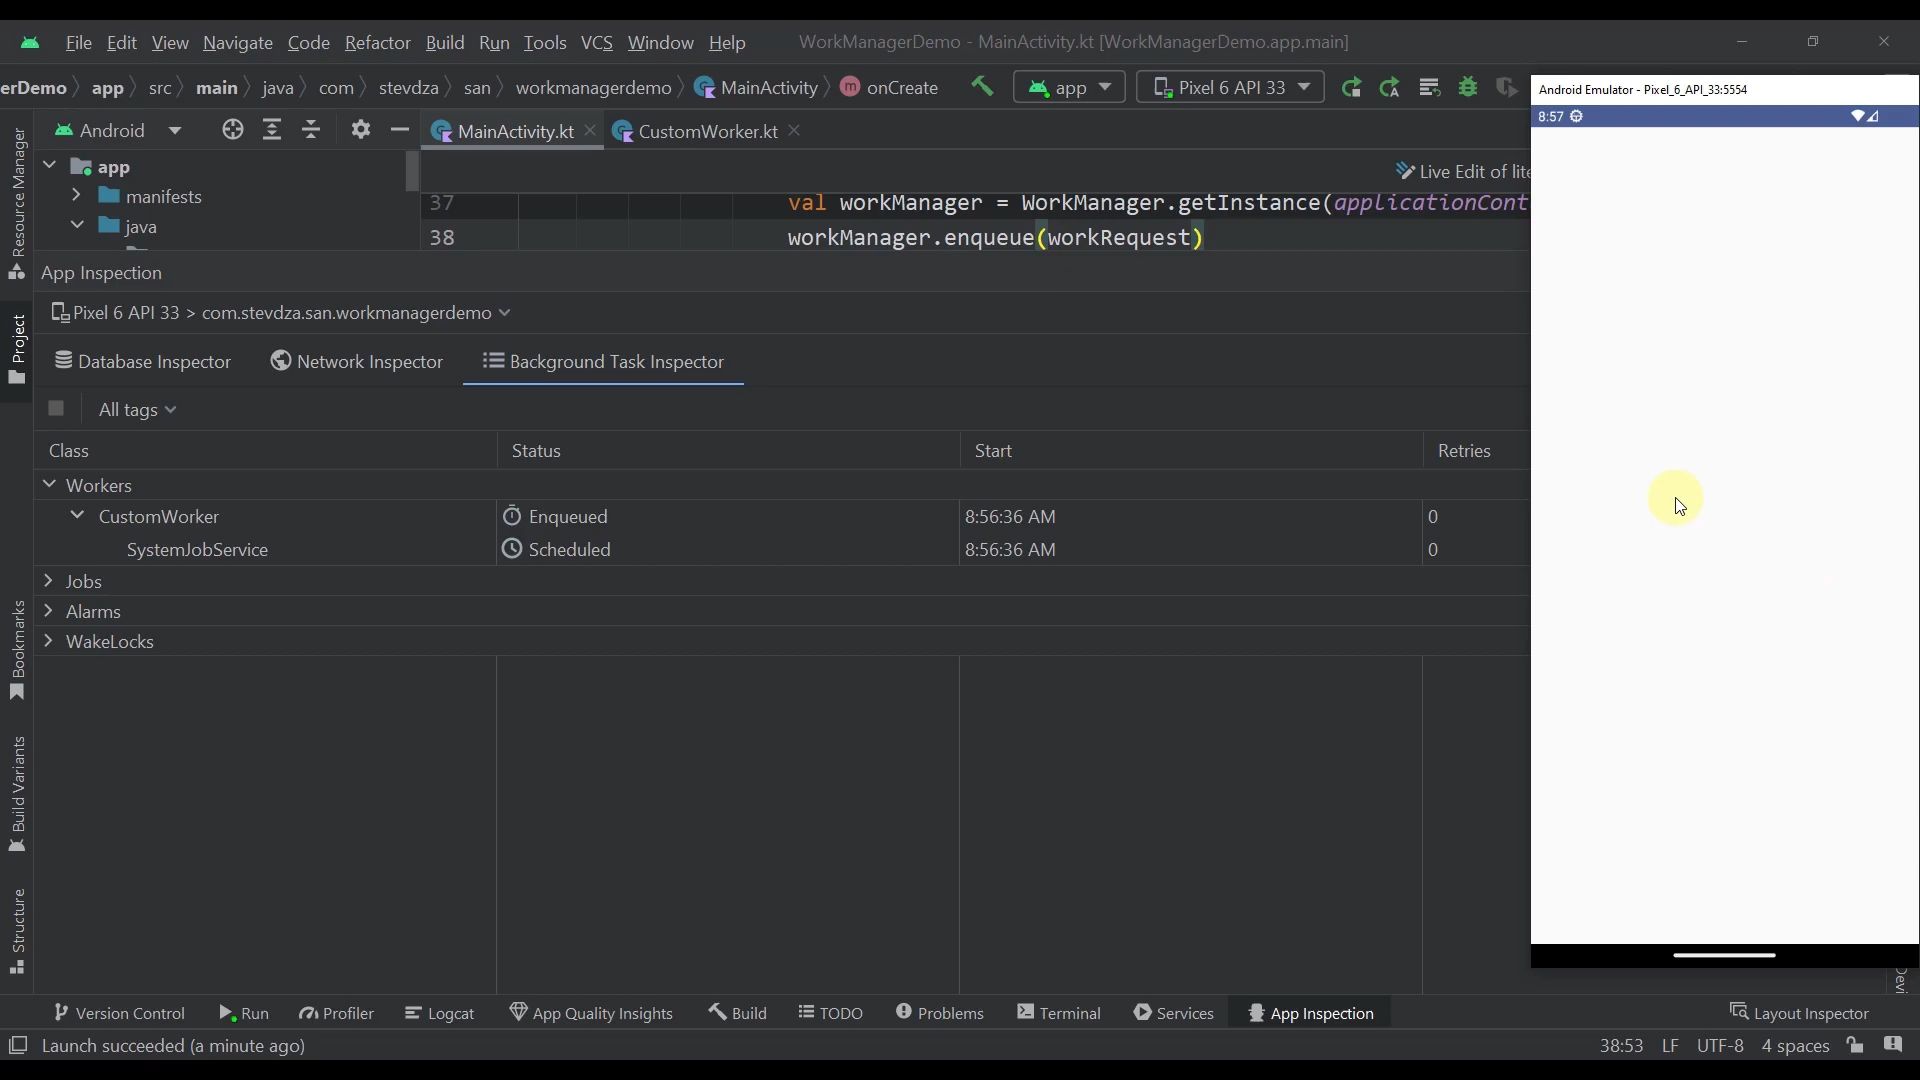 File Edit View Navigate Code Refactor Build Run Tools VCS Window Help WorkManagerDemo - MainActivity.kt [WorkManagerDemo.app.main]
erDemo app src main java com stevdza san workmanagerdemo MainActivity onCreate app Pixel 6 API 33
Android Emulator - Pixel_6_API_33:5554
8:57
Android MainActivity.kt CustomWorker.kt
app
manifests
java
Live Edit of lite
37 val workManager = WorkManager.getInstance(applicationCont
38 workManager.enqueue(workRequest)
App Inspection
Pixel 6 API 33 > com.stevdza.san.workmanagerdemo
Database Inspector Network Inspector Background Task Inspector
All tags
Class Status Start Retries
Workers
CustomWorker Enqueued 8:56:36 AM 0
SystemJobService Scheduled 8:56:36 AM 0
Jobs
Alarms
WakeLocks
Resource Manager
Project
Bookmarks
Build Variants
Structure
Devi
Version Control Run Profiler Logcat App Quality Insights Build TODO Problems Terminal Services App Inspection Layout Inspector
Launch succeeded (a minute ago) 38:53 LF UTF-8 4 spaces